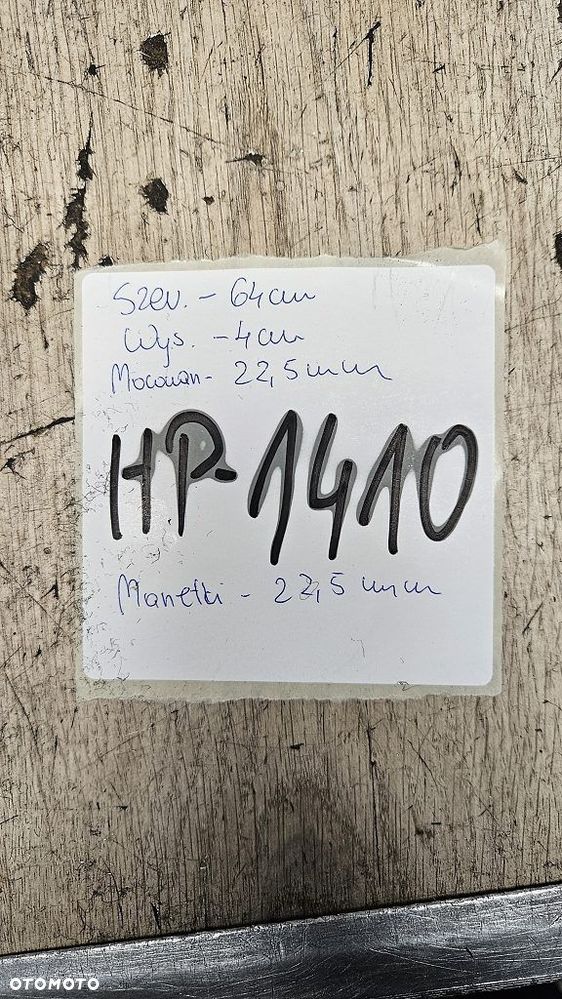 Szer. - 64cm
Wys. - 4cm
Mocowan - 22,5mm
HP-1410
Manetki - 22,5mm
OTOMOTO